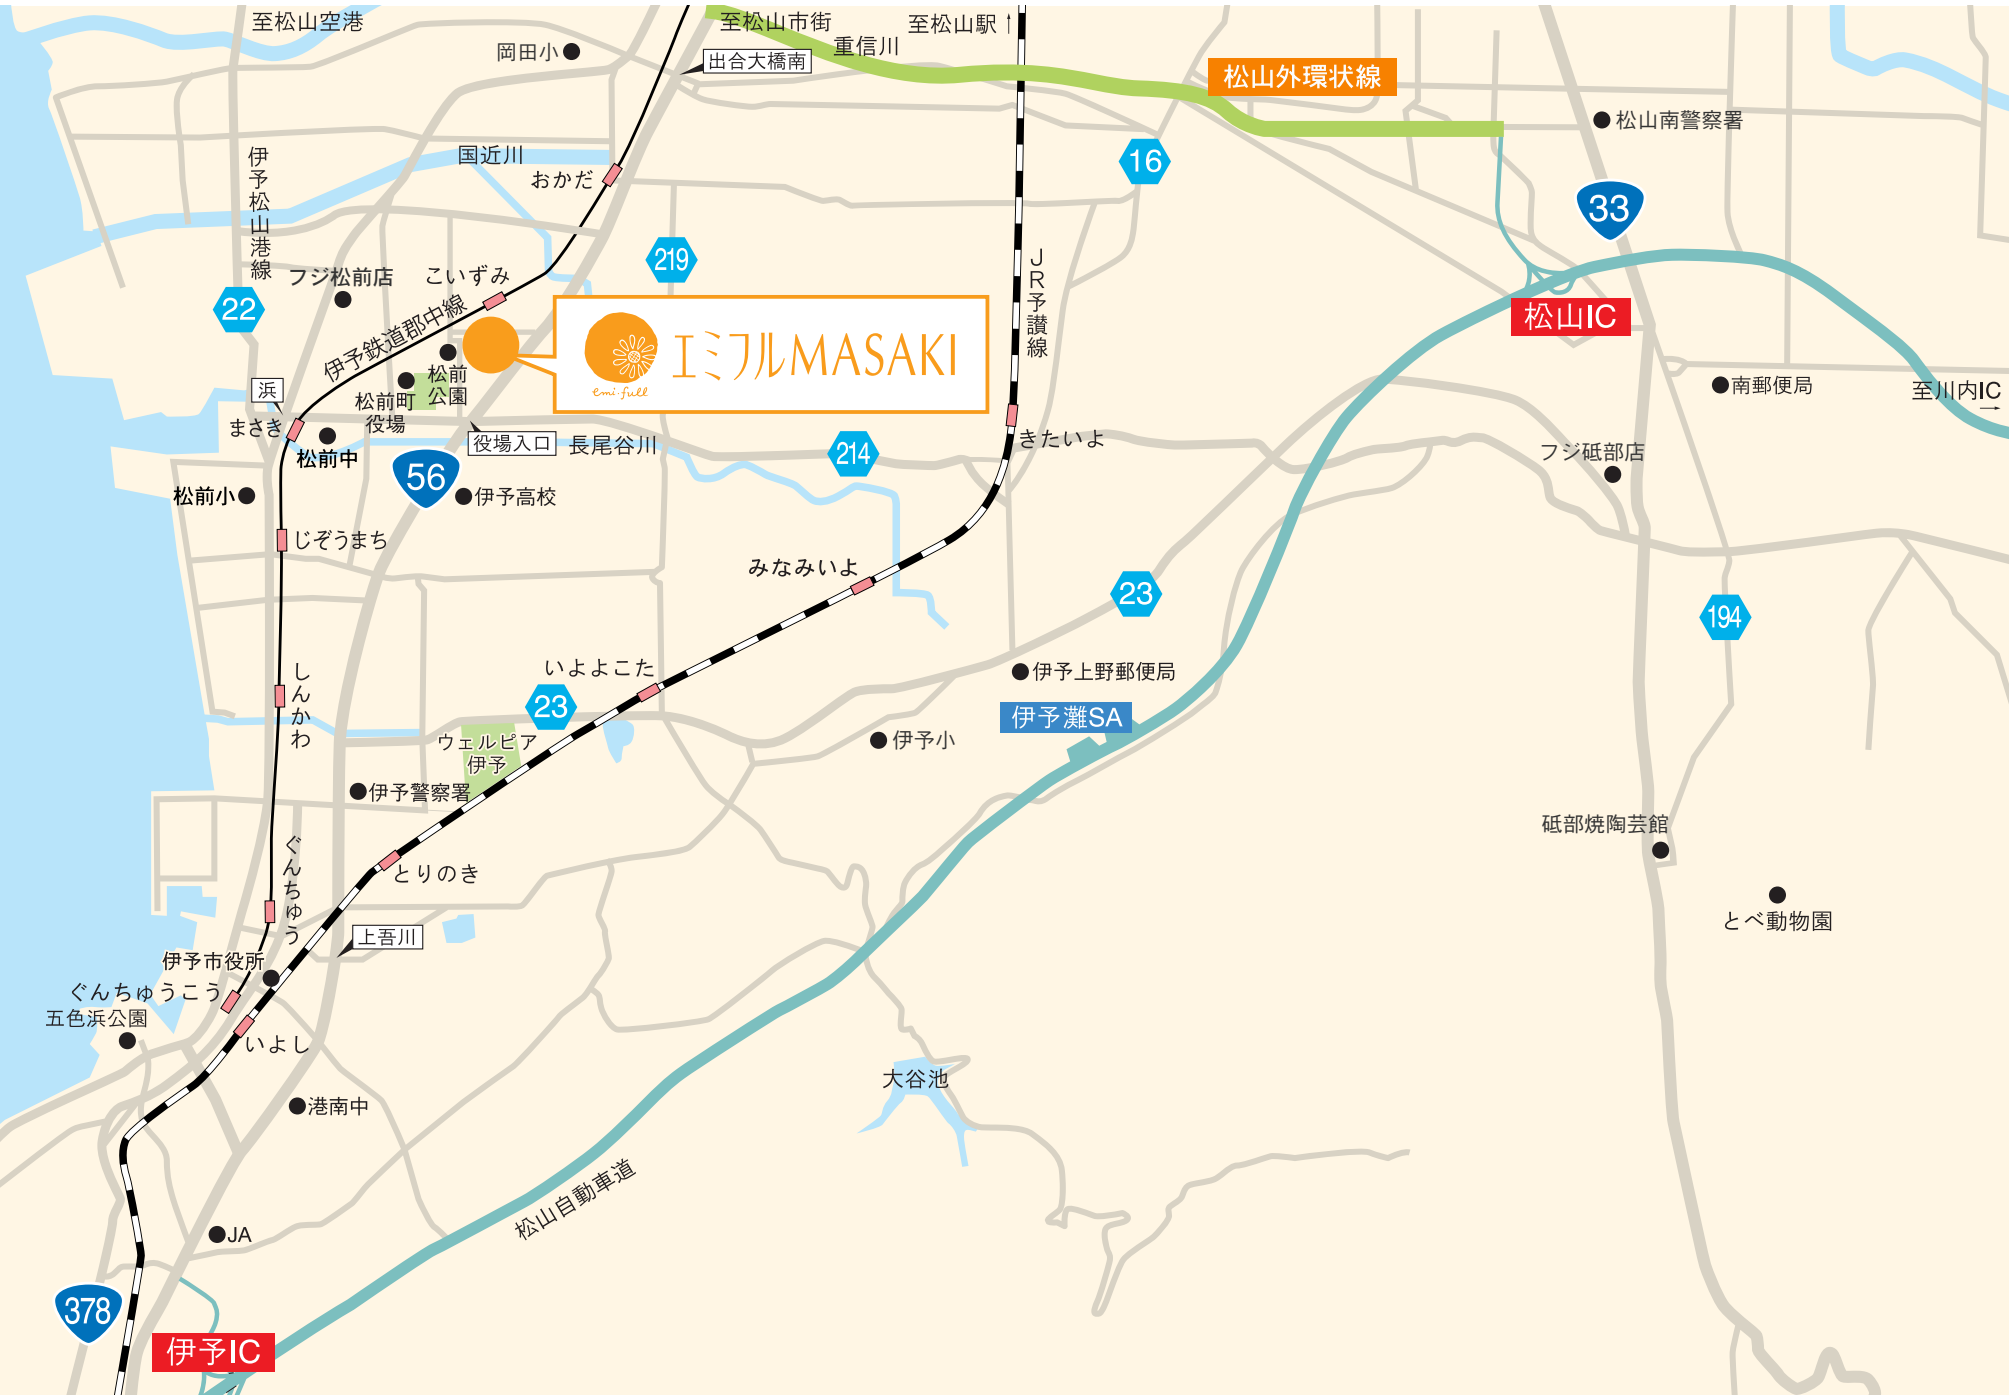 至松山空港
至松山市街
至松山駅↑
岡田小
重信川
出合大橋南
松山外環状線
松山南警察署
国近川
おかだ
16
伊予松山港線
33
219
JR予讃線
フジ松前店
こいずみ
22
伊予鉄道郡中線
エミフルMASAKI
emi·full
松山IC
松前公園
浜
松前町
役場
南郵便局
至川内IC
→
まさき
松前中
役場入口
長尾谷川
214
きたいよ
フジ砥部店
56
松前小
伊予高校
じぞうまち
みなみいよ
23
194
しんかわ
いよよこた
伊予上野郵便局
23
伊予灘SA
ウェルピア
伊予
伊予小
伊予警察署
砥部焼陶芸館
ぐんちゅう
とりのき
とべ動物園
上吾川
伊予市役所
ぐんちゅうこう
五色浜公園
いよし
大谷池
港南中
松山自動車道
JA
378
伊予IC